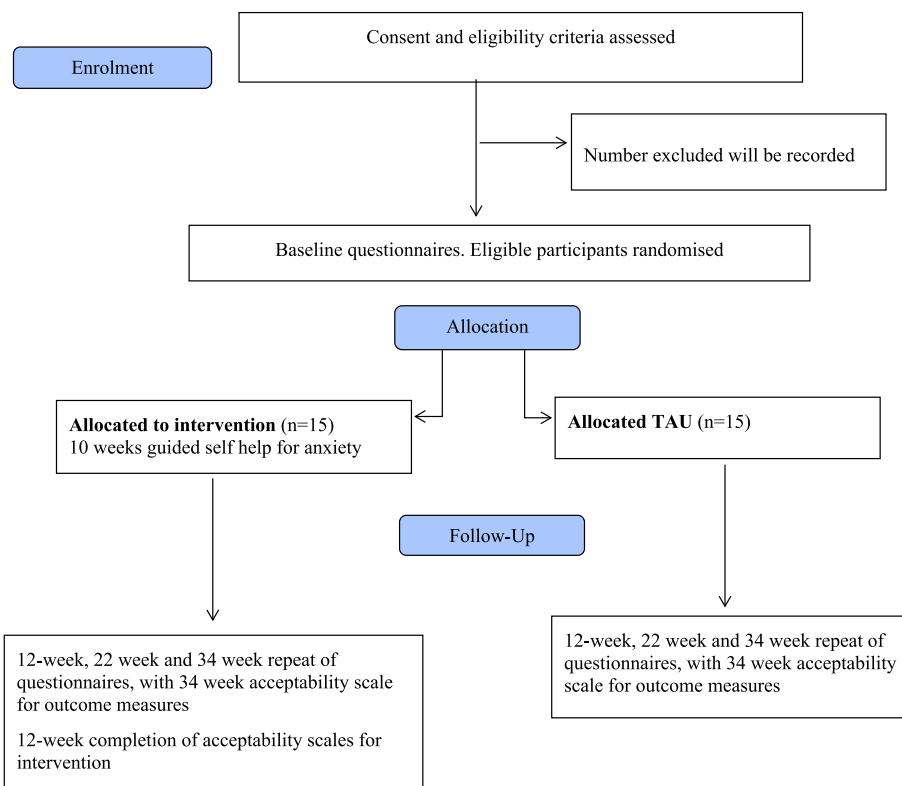 Consent and eligibility criteria assessed
Enrolment
Number excluded will be recorded
Baseline questionnaires. Eligible participants randomised
Allocation
Allocated to intervention (n=15)
10 weeks guided self help for anxiety
Allocated TAU (n=15)
Follow-Up
12-week, 22 week and 34 week repeat of
questionnaires, with 34 week acceptability scale
for outcome measures
12-week completion of acceptability scales for
intervention
12-week, 22 week and 34 week repeat of
questionnaires, with 34 week acceptability
scale for outcome measures